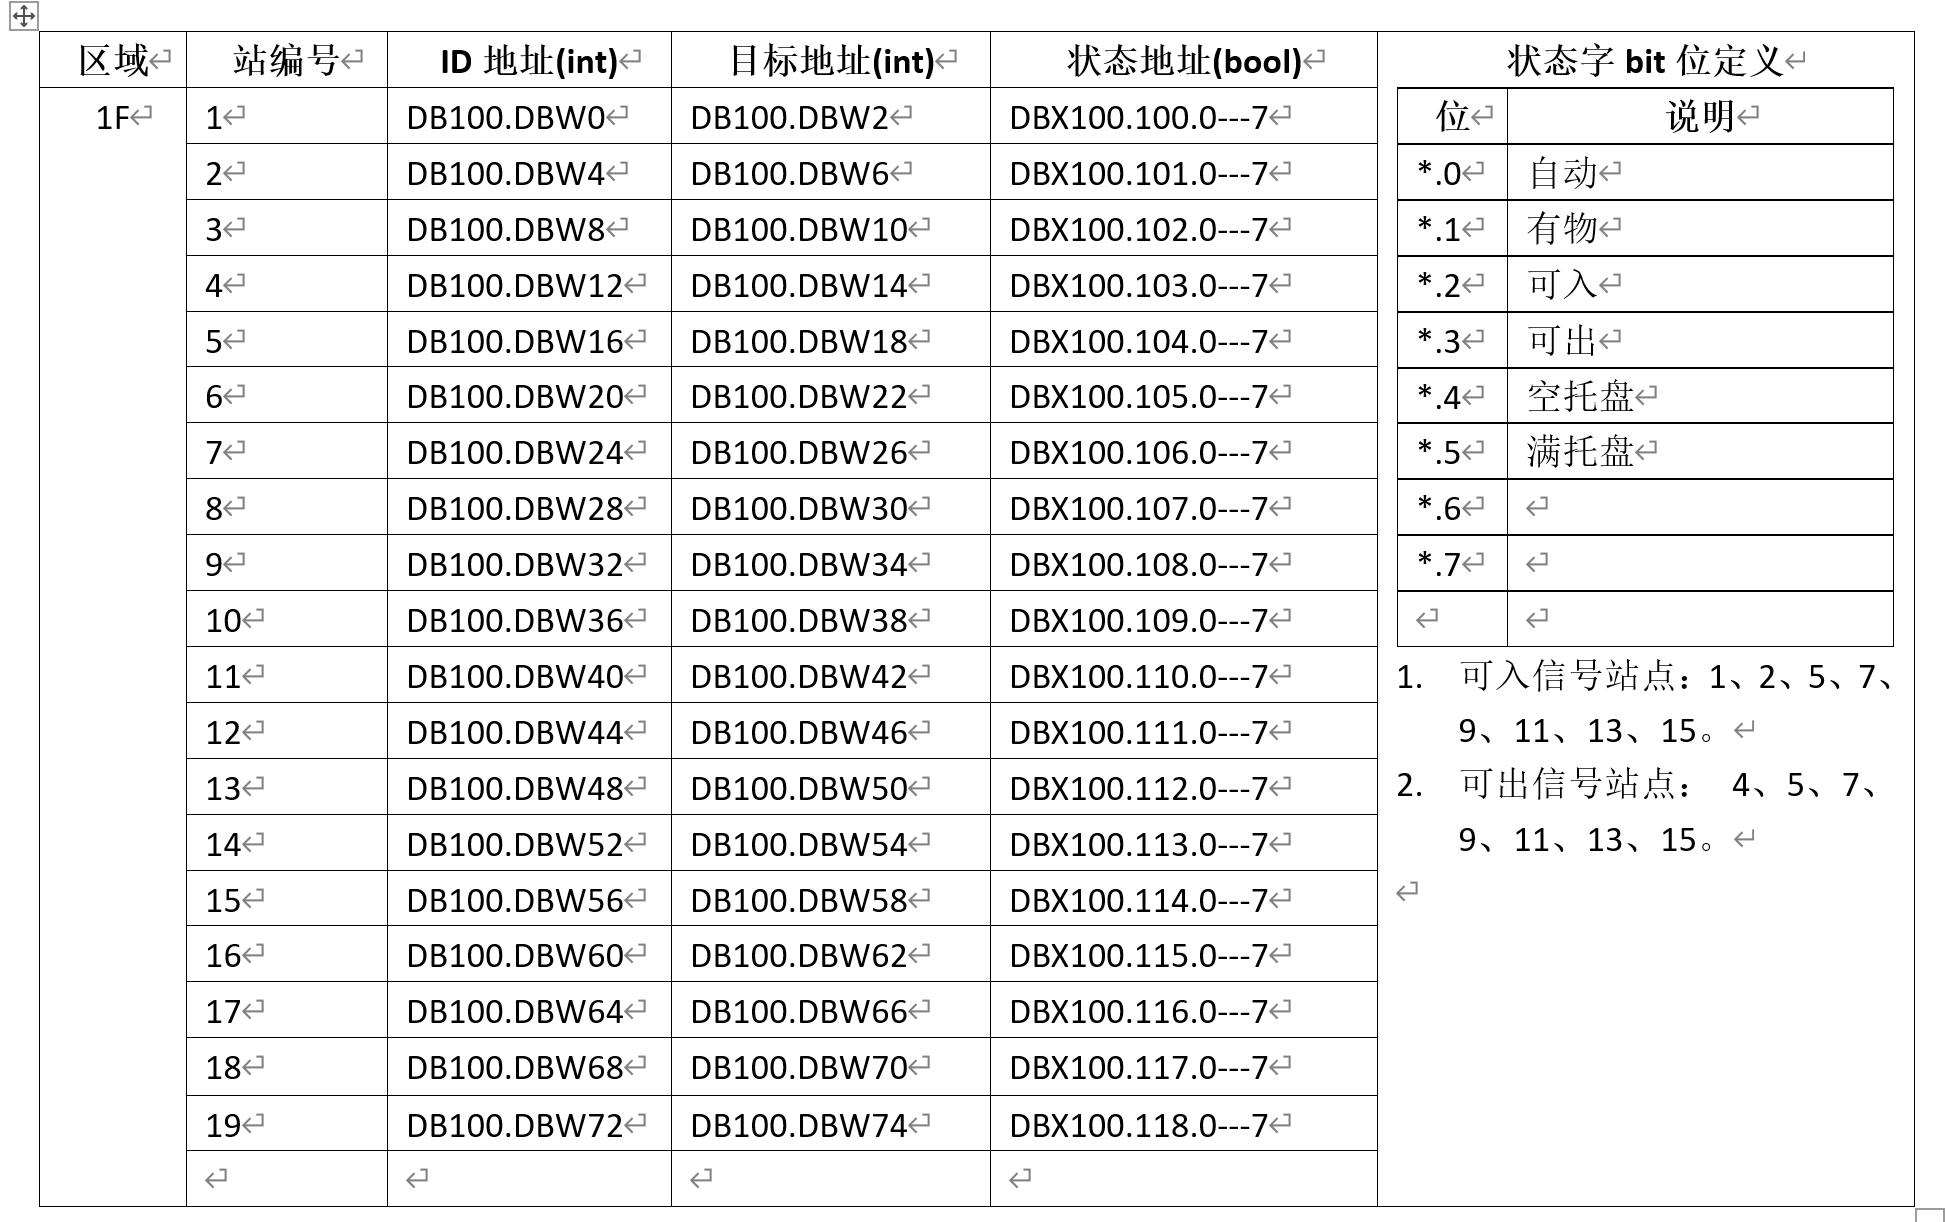 区域 站编号 ID 地址(int) 目标地址(int) 状态地址(bool) 状态字 bit 位定义
1F 1 DB100.DBW0 DB100.DBW2 DBX100.100.0---7 位 说明
2 DB100.DBW4 DB100.DBW6 DBX100.101.0---7 *.0 自动
3 DB100.DBW8 DB100.DBW10 DBX100.102.0---7 *.1 有物
4 DB100.DBW12 DB100.DBW14 DBX100.103.0---7 *.2 可入
5 DB100.DBW16 DB100.DBW18 DBX100.104.0---7 *.3 可出
6 DB100.DBW20 DB100.DBW22 DBX100.105.0---7 *.4 空托盘
7 DB100.DBW24 DB100.DBW26 DBX100.106.0---7 *.5 满托盘
8 DB100.DBW28 DB100.DBW30 DBX100.107.0---7 *.6
9 DB100.DBW32 DB100.DBW34 DBX100.108.0---7 *.7
10 DB100.DBW36 DB100.DBW38 DBX100.109.0---7
11 DB100.DBW40 DB100.DBW42 DBX100.110.0---7 1. 可入信号站点：1、2、5、7、
12 DB100.DBW44 DB100.DBW46 DBX100.111.0---7 9、11、13、15。
13 DB100.DBW48 DB100.DBW50 DBX100.112.0---7 2. 可出信号站点： 4、5、7、
14 DB100.DBW52 DB100.DBW54 DBX100.113.0---7 9、11、13、15。
15 DB100.DBW56 DB100.DBW58 DBX100.114.0---7
16 DB100.DBW60 DB100.DBW62 DBX100.115.0---7
17 DB100.DBW64 DB100.DBW66 DBX100.116.0---7
18 DB100.DBW68 DB100.DBW70 DBX100.117.0---7
19 DB100.DBW72 DB100.DBW74 DBX100.118.0---7